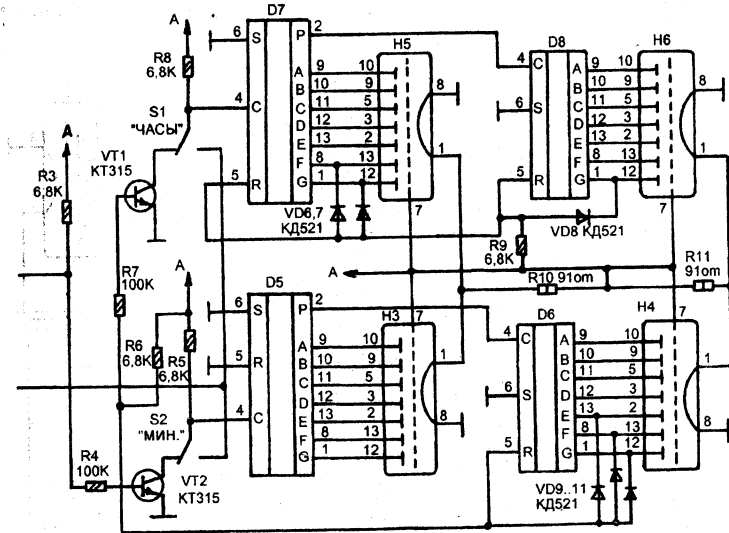 A
D7
R8
6,8K
6 S P 2
H5
D8
H6
A 9 10
B 10 9
C 11 5
D 12 3
E 13 2
F 8 13
G 1 12
4 C
5 R
8
1
7
4 C A 9 10
B 10 9
6 S C 11 5
D 12 3
E 13 2
F 8 13
5 R G 1 12
8
1
7
S1
"ЧАСЫ"
A
R3
6,8K
VT1
КТ315
VD6,7
КД521
VD8 КД521
R9
6,8K
A
R10 91om
R11
91om
R7
100K
A
R6
6,8K
R5
6,8K
D5
6 S P 2
5 R
4 C
A 9 10
B 10 9
C 11 5
D 12 3
E 13 2
F 8 13
G 1 12
H3
7
1
8
D6
4 C A 9 10
B 10 9
6 S C 11 5
D 12 3
E 13 2
F 8 13
5 R G 1 12
H4
7
1
8
S2
"МИН."
R4
100K
VT2
КТ315
VD9..11
КД521